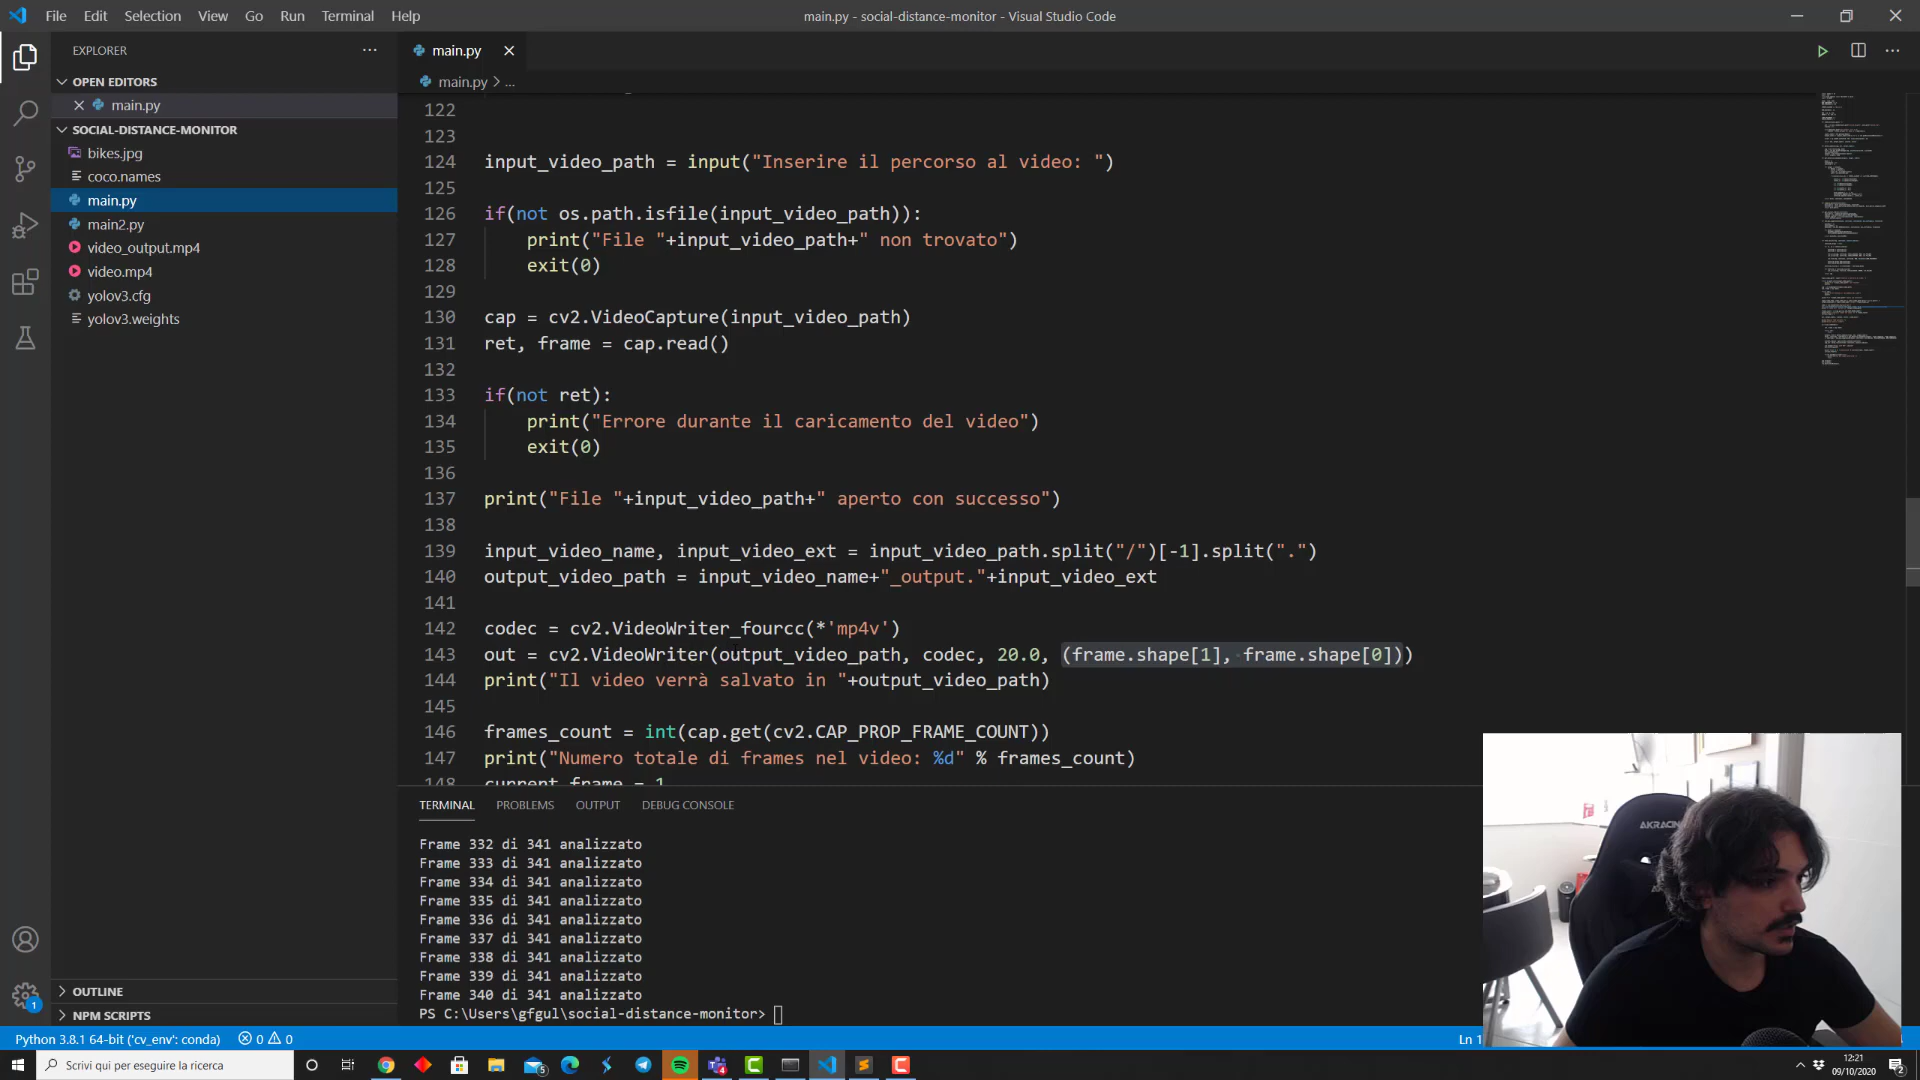 File Edit Selection View Go Run Terminal Help
main.py - social-distance-monitor - Visual Studio Code
EXPLORER
OPEN EDITORS
main.py
SOCIAL-DISTANCE-MONITOR
bikes.jpg
coco.names
main.py
main2.py
video_output.mp4
video.mp4
yolov3.cfg
yolov3.weights
OUTLINE
NPM SCRIPTS
main.py
main.py > ...
122
123
124 input_video_path = input("Inserire il percorso al video: ")
125
126 if(not os.path.isfile(input_video_path)):
127 print("File "+input_video_path+" non trovato")
128 exit(0)
129
130 cap = cv2.VideoCapture(input_video_path)
131 ret, frame = cap.read()
132
133 if(not ret):
134 print("Errore durante il caricamento del video")
135 exit(0)
136
137 print("File "+input_video_path+" aperto con successo")
138
139 input_video_name, input_video_ext = input_video_path.split("/")[-1].split(".")
140 output_video_path = input_video_name+"_output."+input_video_ext
141
142 codec = cv2.VideoWriter_fourcc(*'mp4v')
143 out = cv2.VideoWriter(output_video_path, codec, 20.0, (frame.shape[1], frame.shape[0]))
144 print("Il video verrà salvato in "+output_video_path)
145
146 frames_count = int(cap.get(cv2.CAP_PROP_FRAME_COUNT))
147 print("Numero totale di frames nel video: %d" % frames_count)
148 current_frame = 1
TERMINAL PROBLEMS OUTPUT DEBUG CONSOLE
Frame 332 di 341 analizzato
Frame 333 di 341 analizzato
Frame 334 di 341 analizzato
Frame 335 di 341 analizzato
Frame 336 di 341 analizzato
Frame 337 di 341 analizzato
Frame 338 di 341 analizzato
Frame 339 di 341 analizzato
Frame 340 di 341 analizzato
PS C:\Users\gfgul\social-distance-monitor>
AKRACING
1
Python 3.8.1 64-bit ('cv_env': conda) 0 0
Scrivi qui per eseguire la ricerca
12:21
09/10/2020